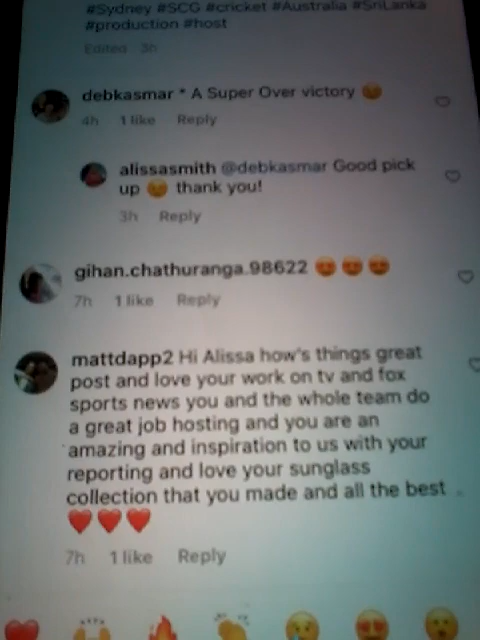 #Sydney #SCG #cricket #Australia #SriLanka
#production #host
Edited · 3h
debkasmar * A Super Over victory 😉
4h 1 like Reply
alissasmith @debkasmar Good pick
up 😉 thank you!
3h Reply
gihan.chathuranga.98622 😍 😍 😍
7h 1 like Reply
mattdapp2 Hi Alissa how's things great
post and love your work on tv and fox
sports news you and the whole team do
a great job hosting and you are an
amazing and inspiration to us with your
reporting and love your sunglass
collection that you made and all the best
❤️❤️❤️
7h 1 like Reply